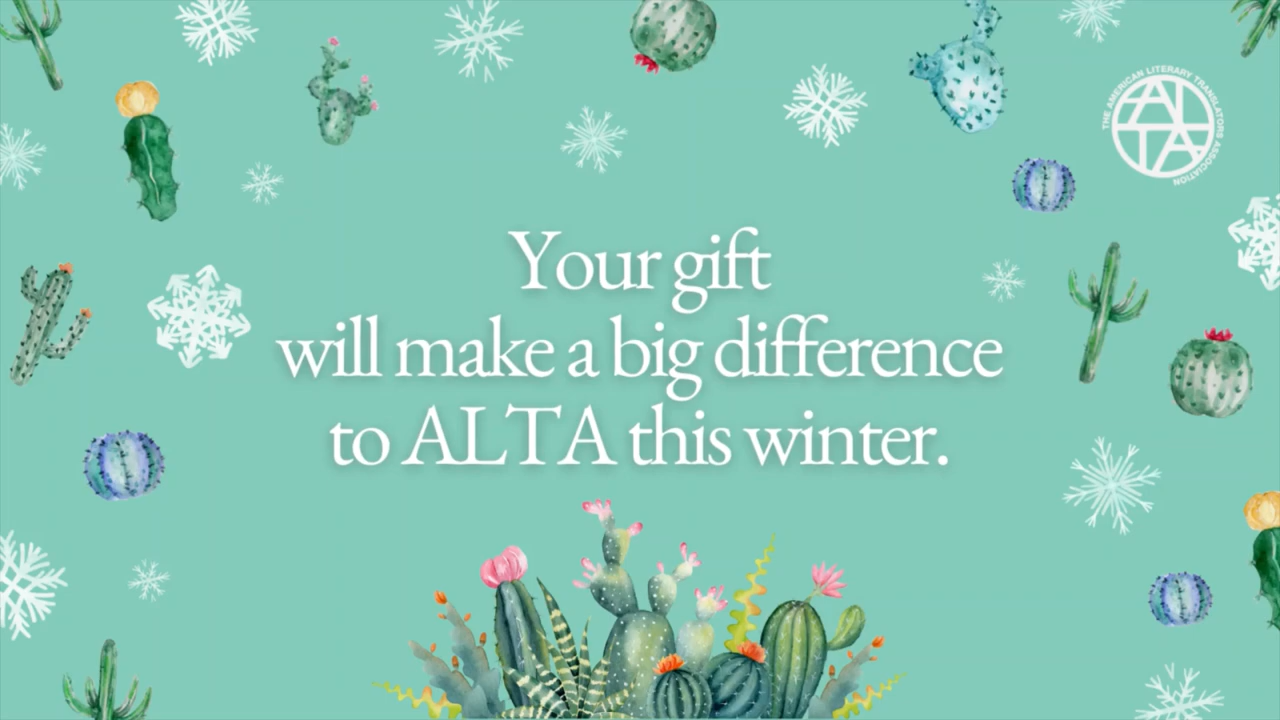 THE AMERICAN LITERARY TRANSLATORS ASSOCIATION
ALTA
Your gift
will make a big difference
to ALTA this winter.